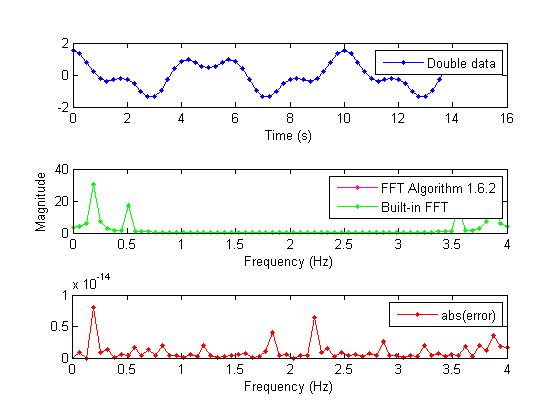 2
0
-2
Double data
0 2 4 6 8 10 12 14 16
Time (s)
40
20
0
Magnitude
FFT Algorithm 1.6.2
Built-in FFT
0 0.5 1 1.5 2 2.5 3 3.5 4
Frequency (Hz)
x 10^-14
1
0.5
0
abs(error)
0 0.5 1 1.5 2 2.5 3 3.5 4
Frequency (Hz)